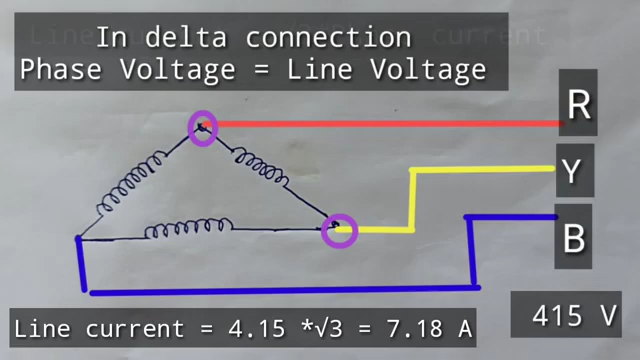 In delta connection
Phase Voltage = Line Voltage
R
Y
B
415 V
Line current = 4.15 *√3 = 7.18 A